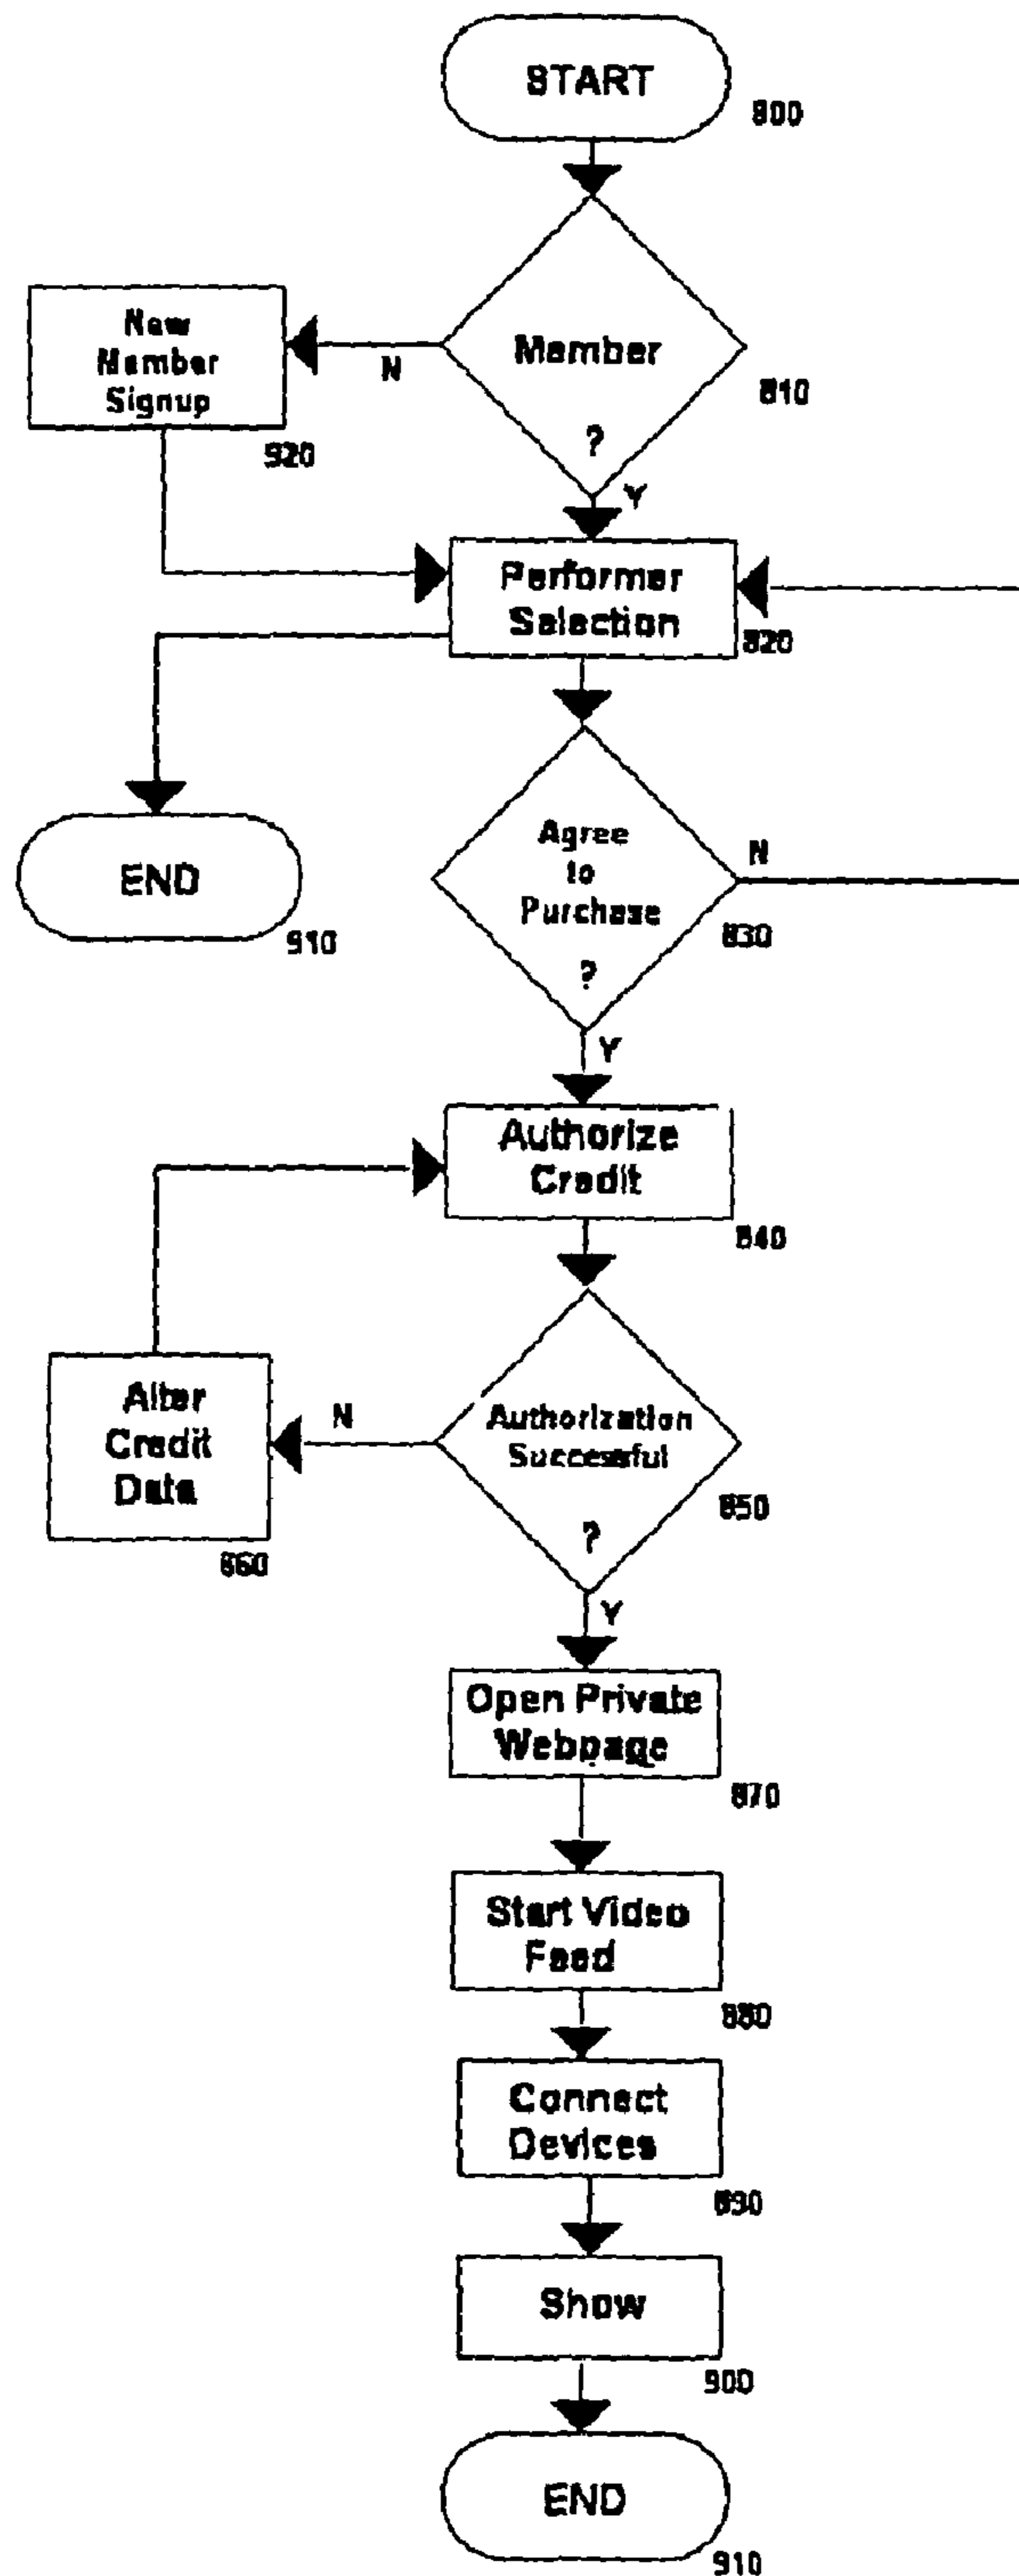 START
800
Member
?
810
N
New
Member
Signup
920
Y
Performer
Selection
820
END
910
Agree
to
Purchase
?
830
N
Y
Authorize
Credit
840
Authorization
Successful
?
850
N
Alter
Credit
Data
860
Y
Open Private
Webpage
870
Start Video
Feed
880
Connect
Devices
890
Show
900
END
910